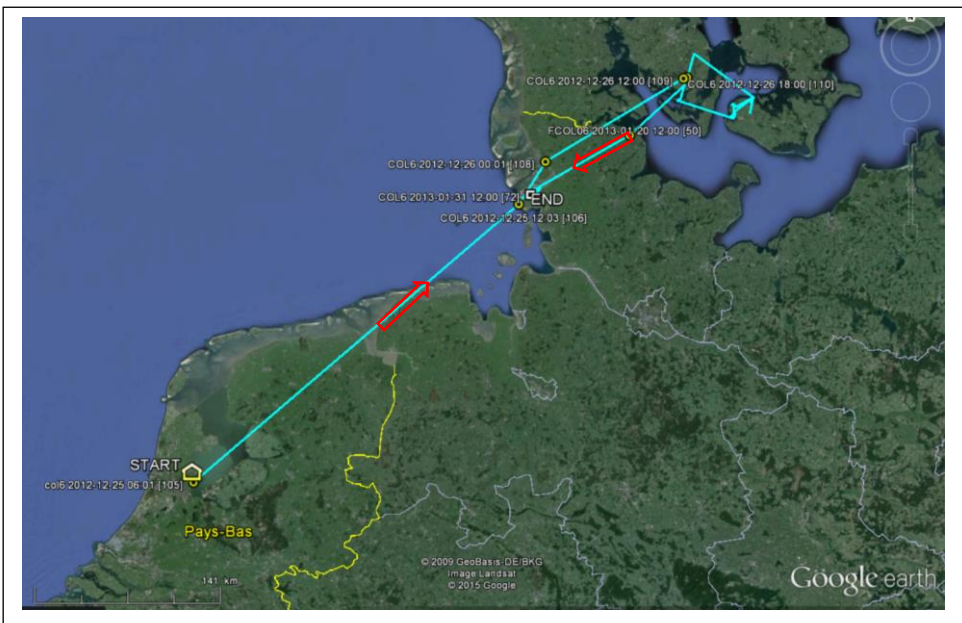 COL6 2012-12-26 12:00 [109]
COL6 2012-12-26 18:00 [110]
FCOL06 2013-01-20 12:00 [50]
COL6 2012-12-26 00:01 [108]
COL6 2013-01-31 12:00 [72]
END
COL6 2012-12-25 12:03 [106]
START
col6 2012-12-25 06:01 [105]
Pays-Bas
141 km
© 2009 GeoBasis-DE/BKG
Image Landsat
© 2015 Google
Google earth